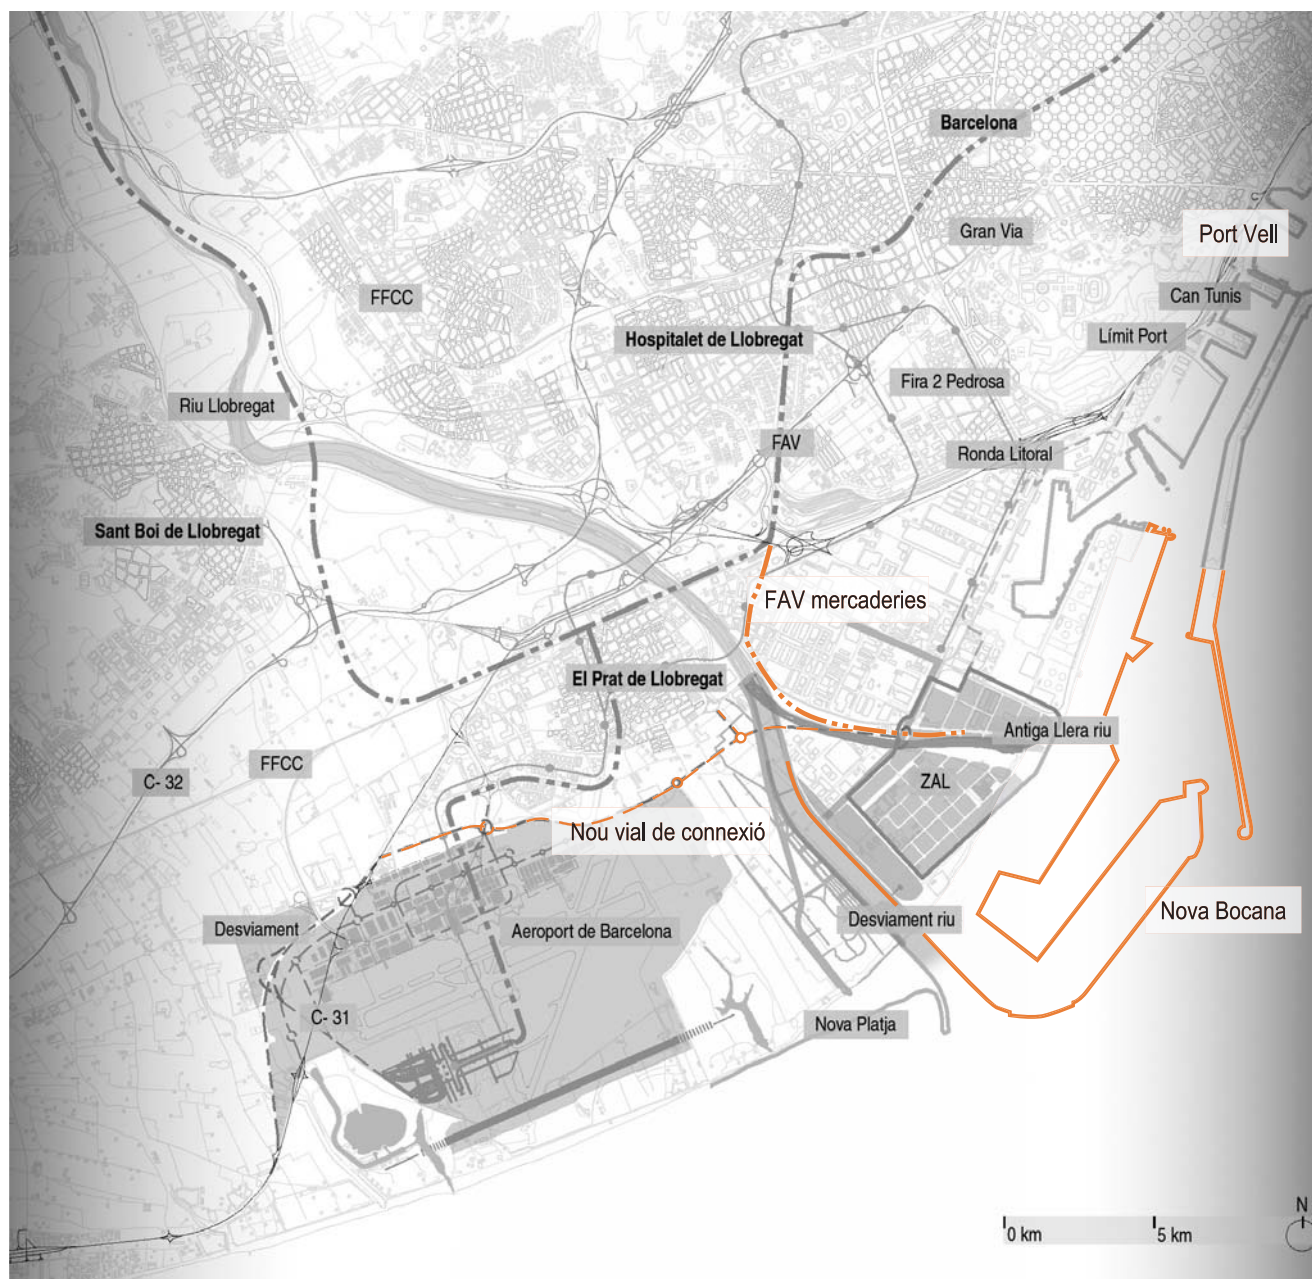 Barcelona
Port Vell
Gran Via
FFCC
Can Tunis
Límit Port
Hospitalet de Llobregat
Fira 2 Pedrosa
Riu Llobregat
FAV
Ronda Litoral
Sant Boi de Llobregat
FAV mercaderies
El Prat de Llobregat
Antiga Llera riu
FFCC
C- 32
ZAL
Nou vial de connexió
Nova Bocana
Desviament riu
Desviament
Aeroport de Barcelona
C- 31
Nova Platja
N
0 km
5 km